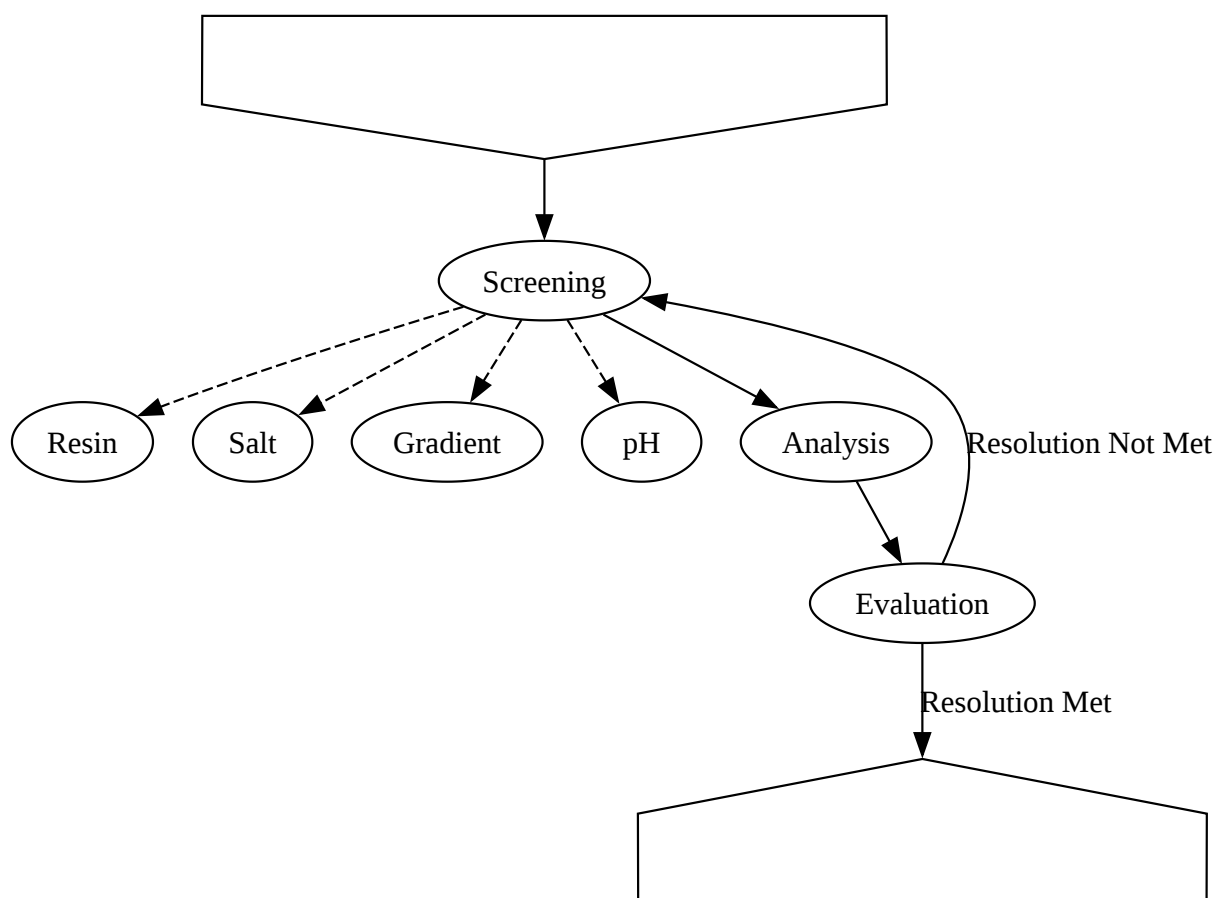 Screening
Resin
Salt
Gradient
pH
Analysis
Resolution Not Met
Evaluation
Resolution Met